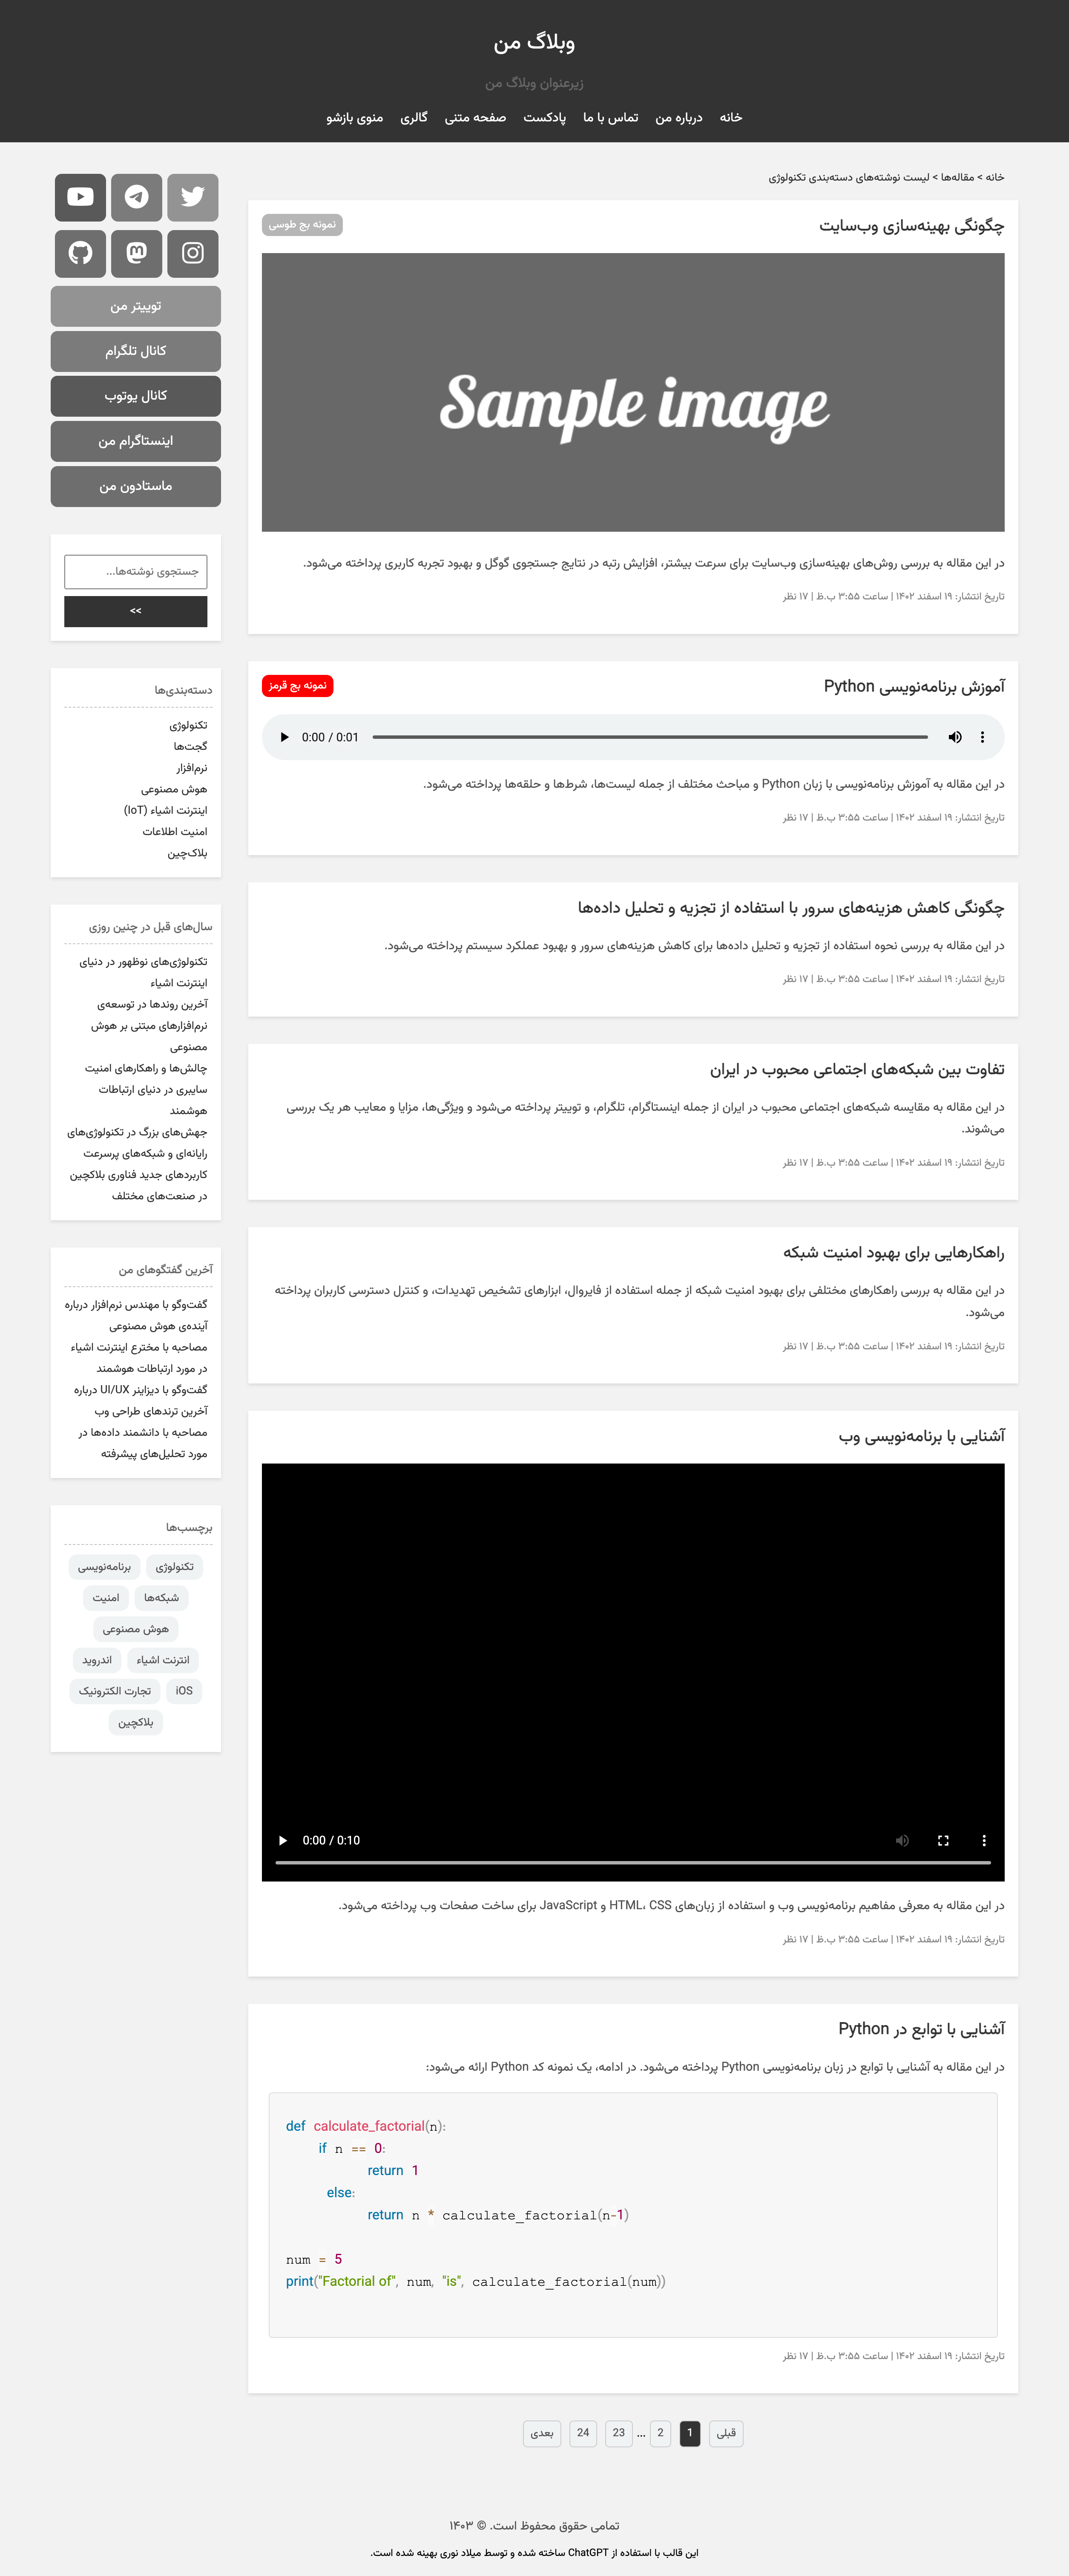 وبلاگ من
زیرعنوان وبلاگ من
خانه درباره من تماس با ما پادکست صفحه متنی گالری منوی بازشو
خانه > مقاله‌ها > لیست نوشته‌های دسته‌بندی تکنولوژی
چگونگی بهینه‌سازی وب‌سایت
نمونه بج طوسی
Sample image
در این مقاله به بررسی روش‌های بهینه‌سازی وب‌سایت برای سرعت بیشتر، افزایش رتبه در نتایج جستجوی گوگل و بهبود تجربه کاربری پرداخته می‌شود.
تاریخ انتشار: ۱۹ اسفند ۱۴۰۲ | ساعت ۳:۵۵ ب.ظ | ۱۷ نظر
آموزش برنامه‌نویسی Python
نمونه بج قرمز
0:00 / 0:01
در این مقاله به آموزش برنامه‌نویسی با زبان Python و مباحث مختلف از جمله لیست‌ها، شرط‌ها و حلقه‌ها پرداخته می‌شود.
تاریخ انتشار: ۱۹ اسفند ۱۴۰۲ | ساعت ۳:۵۵ ب.ظ | ۱۷ نظر
چگونگی کاهش هزینه‌های سرور با استفاده از تجزیه و تحلیل داده‌ها
در این مقاله به بررسی نحوه استفاده از تجزیه و تحلیل داده‌ها برای کاهش هزینه‌های سرور و بهبود عملکرد سیستم پرداخته می‌شود.
تاریخ انتشار: ۱۹ اسفند ۱۴۰۲ | ساعت ۳:۵۵ ب.ظ | ۱۷ نظر
تفاوت بین شبکه‌های اجتماعی محبوب در ایران
در این مقاله به مقایسه شبکه‌های اجتماعی محبوب در ایران از جمله اینستاگرام، تلگرام، و توییتر پرداخته می‌شود و ویژگی‌ها، مزایا و معایب هر یک بررسی
می‌شوند.
تاریخ انتشار: ۱۹ اسفند ۱۴۰۲ | ساعت ۳:۵۵ ب.ظ | ۱۷ نظر
راهکارهایی برای بهبود امنیت شبکه
در این مقاله به بررسی راهکارهای مختلفی برای بهبود امنیت شبکه از جمله استفاده از فایروال، ابزارهای تشخیص تهدیدات، و کنترل دسترسی کاربران پرداخته
می‌شود.
تاریخ انتشار: ۱۹ اسفند ۱۴۰۲ | ساعت ۳:۵۵ ب.ظ | ۱۷ نظر
آشنایی با برنامه‌نویسی وب
0:00 / 0:10
در این مقاله به معرفی مفاهیم برنامه‌نویسی وب و استفاده از زبان‌های HTML، CSS و JavaScript برای ساخت صفحات وب پرداخته می‌شود.
تاریخ انتشار: ۱۹ اسفند ۱۴۰۲ | ساعت ۳:۵۵ ب.ظ | ۱۷ نظر
آشنایی با توابع در Python
در این مقاله به آشنایی با توابع در زبان برنامه‌نویسی Python پرداخته می‌شود. در ادامه، یک نمونه کد Python ارائه می‌شود:
def calculate_factorial(n):
if n == 0:
return 1
else:
return n * calculate_factorial(n-1)
num = 5
print("Factorial of", num, "is", calculate_factorial(num))
تاریخ انتشار: ۱۹ اسفند ۱۴۰۲ | ساعت ۳:۵۵ ب.ظ | ۱۷ نظر
قبلی 1 2 ... 23 24 بعدی
توییتر من
کانال تلگرام
کانال یوتوب
اینستاگرام من
ماستادون من
جستجوی نوشته‌ها...
>>
دسته‌بندی‌ها
تکنولوژی
گجت‌ها
نرم‌افزار
هوش مصنوعی
اینترنت اشیاء (IoT)
امنیت اطلاعات
بلاک‌چین
سال‌های قبل در چنین روزی
تکنولوژی‌های نوظهور در دنیای
اینترنت اشیاء
آخرین روندها در توسعه‌ی
نرم‌افزارهای مبتنی بر هوش
مصنوعی
چالش‌ها و راهکارهای امنیت
سایبری در دنیای ارتباطات
هوشمند
جهش‌های بزرگ در تکنولوژی‌های
رایانه‌ای و شبکه‌های پرسرعت
کاربردهای جدید فناوری بلاکچین
در صنعت‌های مختلف
آخرین گفتگوهای من
گفت‌وگو با مهندس نرم‌افزار درباره
آینده‌ی هوش مصنوعی
مصاحبه با مخترع اینترنت اشیاء
در مورد ارتباطات هوشمند
گفت‌وگو با دیزاینر UI/UX درباره
آخرین ترندهای طراحی وب
مصاحبه با دانشمند داده‌ها در
مورد تحلیل‌های پیشرفته
برچسب‌ها
تکنولوژی برنامه‌نویسی
شبکه‌ها امنیت
هوش مصنوعی
انترنت اشیاء اندروید
iOS تجارت الکترونیک
بلاکچین
تمامی حقوق محفوظ است. © ۱۴۰۳
این قالب با استفاده از ChatGPT ساخته شده و توسط میلاد نوری بهینه شده است.